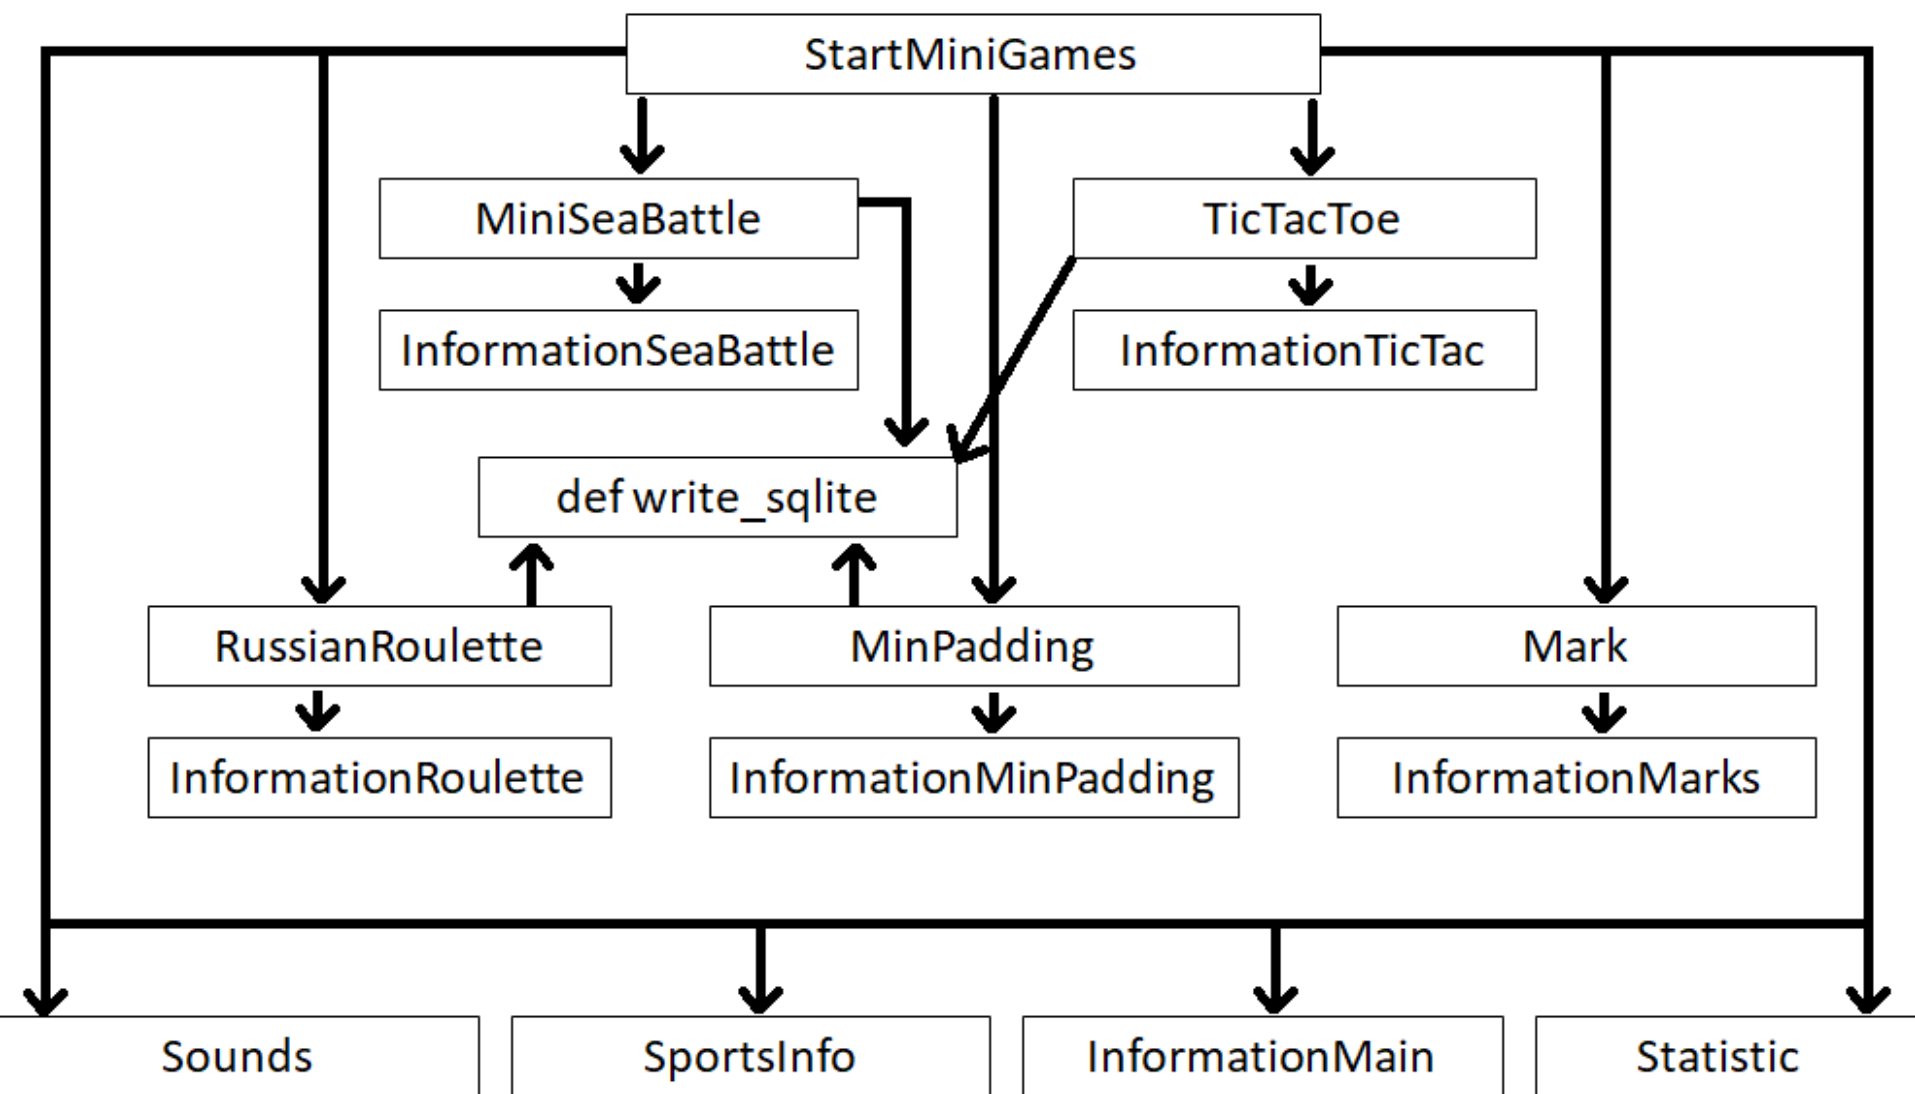 StartMiniGames
MiniSeaBattle
TicTacToe
InformationSeaBattle
InformationTicTac
def write_sqlite
RussianRoulette
MinPadding
Mark
InformationRoulette
InformationMinPadding
InformationMarks
Sounds
SportsInfo
InformationMain
Statistic